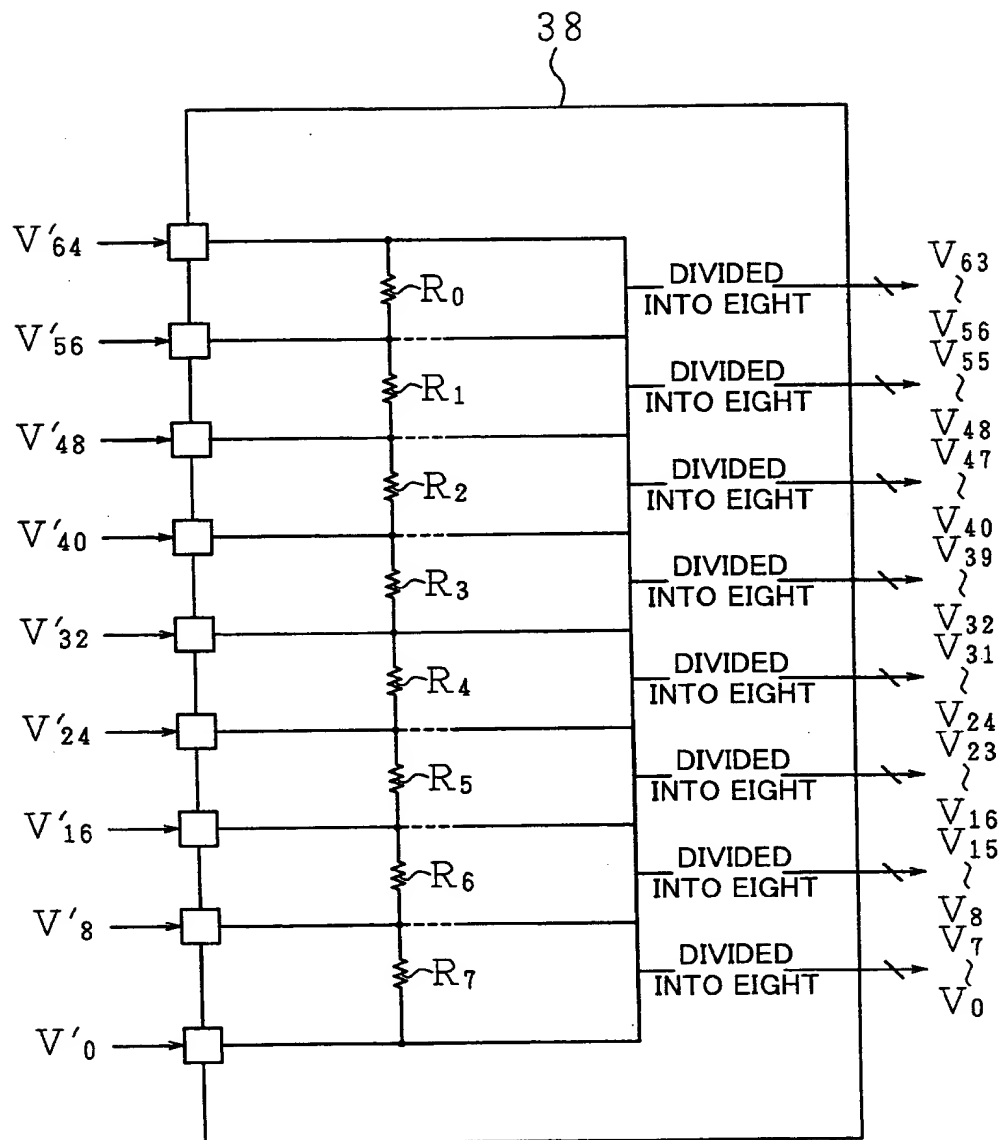 38
V'64
V'56
V'48
V'40
V'32
V'24
V'16
V'8
V'0
R0
R1
R2
R3
R4
R5
R6
R7
DIVIDED
INTO EIGHT
DIVIDED
INTO EIGHT
DIVIDED
INTO EIGHT
DIVIDED
INTO EIGHT
DIVIDED
INTO EIGHT
DIVIDED
INTO EIGHT
DIVIDED
INTO EIGHT
DIVIDED
INTO EIGHT
V63
~
V56
V55
~
V48
V47
~
V40
V39
~
V32
V31
~
V24
V23
~
V16
V15
~
V8
V7
~
V0